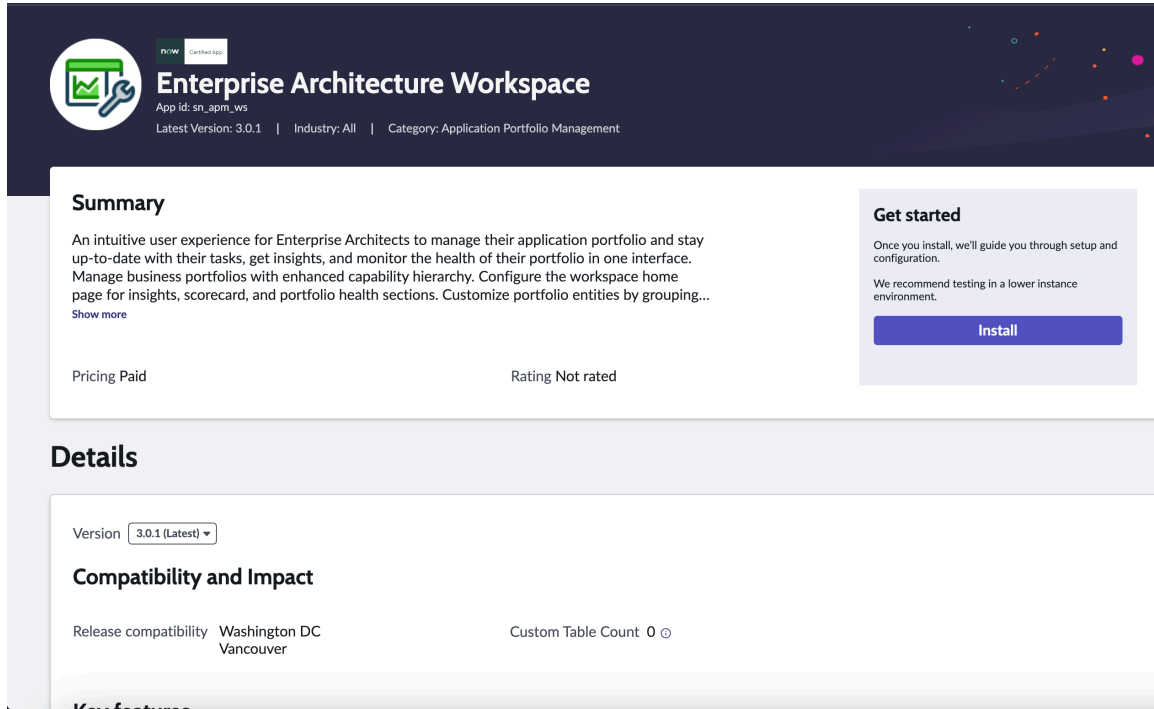 now Certified App
Enterprise Architecture Workspace
App id: sn_apm_ws
Latest Version: 3.0.1 | Industry: All | Category: Application Portfolio Management
Summary
An intuitive user experience for Enterprise Architects to manage their application portfolio and stay
up-to-date with their tasks, get insights, and monitor the health of their portfolio in one interface.
Manage business portfolios with enhanced capability hierarchy. Configure the workspace home
page for insights, scorecard, and portfolio health sections. Customize portfolio entities by grouping...
Show more
Pricing Paid
Rating Not rated
Get started
Once you install, we'll guide you through setup and
configuration.
We recommend testing in a lower instance
environment.
Install
Details
Version 3.0.1 (Latest)
Compatibility and Impact
Release compatibility Washington DC
Vancouver
Custom Table Count 0
Key features